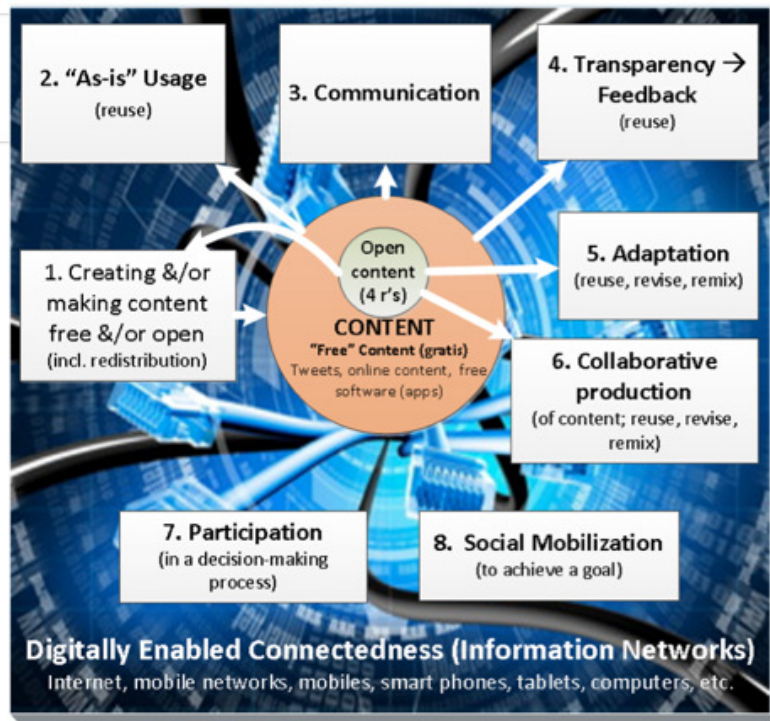 2. “As-is” Usage
(reuse)
3. Communication
4. Transparency →
Feedback
(reuse)
1. Creating &/or
making content
free &/or open
(incl. redistribution)
Open
content
(4 r's)
CONTENT
“Free” Content (gratis)
Tweets, online content, free
software (apps)
5. Adaptation
(reuse, revise, remix)
6. Collaborative
production
(of content; reuse, revise,
remix)
7. Participation
(in a decision-making
process)
8. Social Mobilization
(to achieve a goal)
Digitally Enabled Connectedness (Information Networks)
Internet, mobile networks, mobiles, smart phones, tablets, computers, etc.